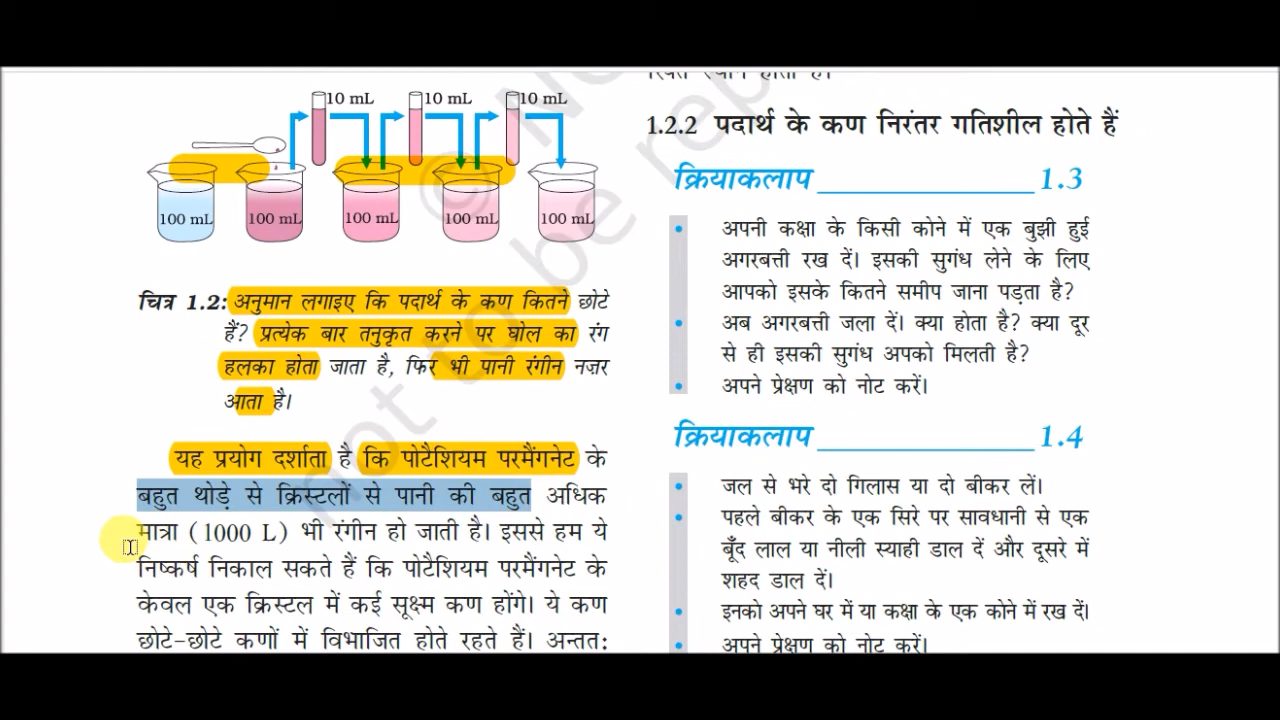 10 mL
10 mL
10 mL
100 mL
100 mL
100 mL
100 mL
100 mL
चित्र 1.2: अनुमान लगाइए कि पदार्थ के कण कितने छोटे
हैं? प्रत्येक बार तनुकृत करने पर घोल का रंग
हलका होता जाता है, फिर भी पानी रंगीन नजर
आता है।
यह प्रयोग दर्शाता है कि पोटैशियम परमैंगनेट के
बहुत थोड़े से क्रिस्टलों से पानी की बहुत अधिक
मात्रा (1000 L) भी रंगीन हो जाती है। इससे हम ये
निष्कर्ष निकाल सकते हैं कि पोटैशियम परमैंगनेट के
केवल एक क्रिस्टल में कई सूक्ष्म कण होंगे। ये कण
छोटे-छोटे कणों में विभाजित होते रहते हैं। अन्तत:
1.2.2 पदार्थ के कण निरंतर गतिशील होते हैं
क्रियाकलाप 1.3
• अपनी कक्षा के किसी कोने में एक बुझी हुई
अगरबत्ती रख दें। इसकी सुगंध लेने के लिए
आपको इसके कितने समीप जाना पड़ता है?
• अब अगरबत्ती जला दें। क्या होता है? क्या दूर
से ही इसकी सुगंध अपको मिलती है?
• अपने प्रेक्षण को नोट करें।
क्रियाकलाप 1.4
• जल से भरे दो गिलास या दो बीकर लें।
• पहले बीकर के एक सिरे पर सावधानी से एक
बूँद लाल या नीली स्याही डाल दें और दूसरे में
शहद डाल दें।
• इनको अपने घर में या कक्षा के एक कोने में रख दें।
• अपने प्रेक्षण को नोट करें।
not to be rep